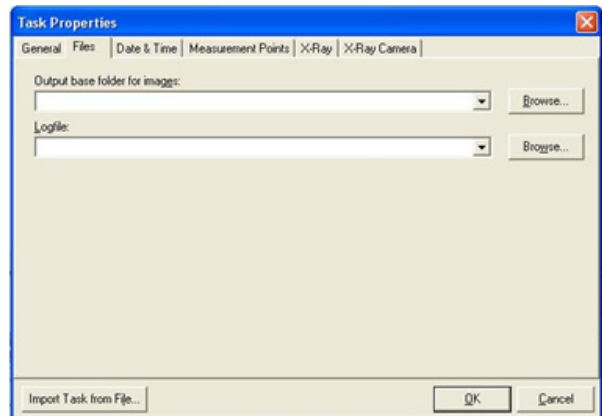 Task Properties
General Files Date & Time Measurement Points X-Ray X-Ray Camera
Output base folder for images:
Browse...
Logfile:
Browse...
Import Task from File... OK Cancel